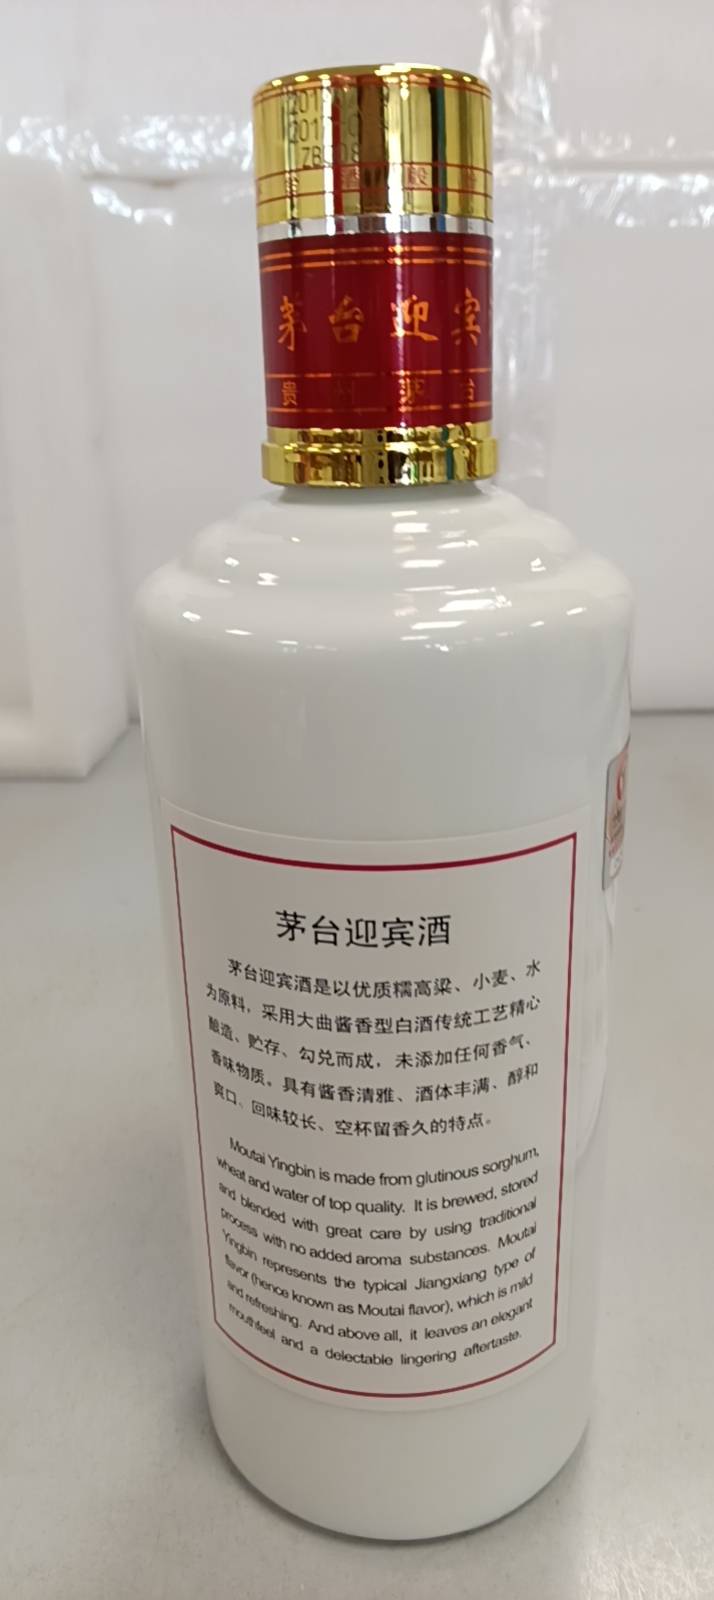 茅台迎宾
贵州茅台
茅台迎宾酒
茅台迎宾酒是以优质糯高粱、小麦、水
为原料，采用大曲酱香型白酒传统工艺精心
酿造、贮存、勾兑而成，未添加任何香气、
香味物质。具有酱香清雅、酒体丰满、醇和
爽口、回味较长、空杯留香久的特点。
Moutai Yingbin is made from glutinous sorghum,
wheat and water of top quality. It is brewed, stored
and blended with great care by using traditional
process with no added aroma substances. Moutai
Yingbin represents the typical Jiangxiang type of
flavor (hence known as Moutai flavor), which is mild
and refreshing. And above all, it leaves an elegant
mouthfeel and a delectable lingering aftertaste.